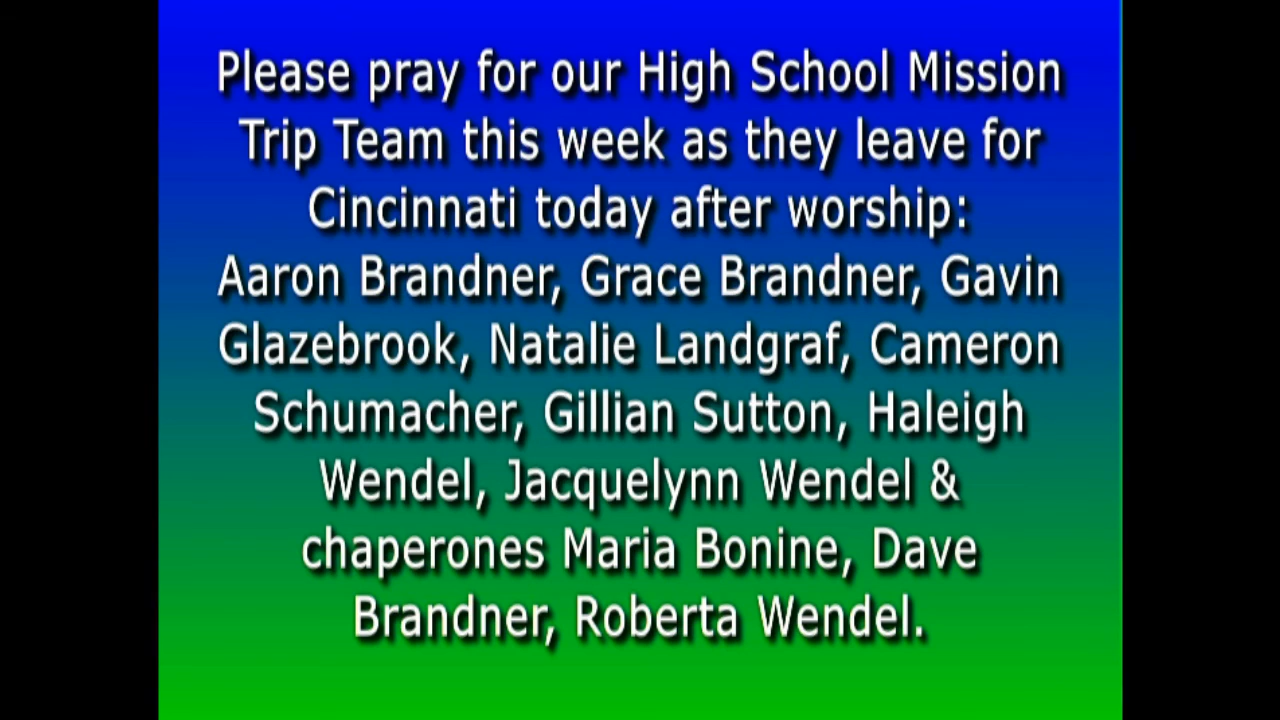 Please pray for our High School Mission
Trip Team this week as they leave for
Cincinnati today after worship:
Aaron Brandner, Grace Brandner, Gavin
Glazebrook, Natalie Landgraf, Cameron
Schumacher, Gillian Sutton, Haleigh
Wendel, Jacquelynn Wendel &
chaperones Maria Bonine, Dave
Brandner, Roberta Wendel.